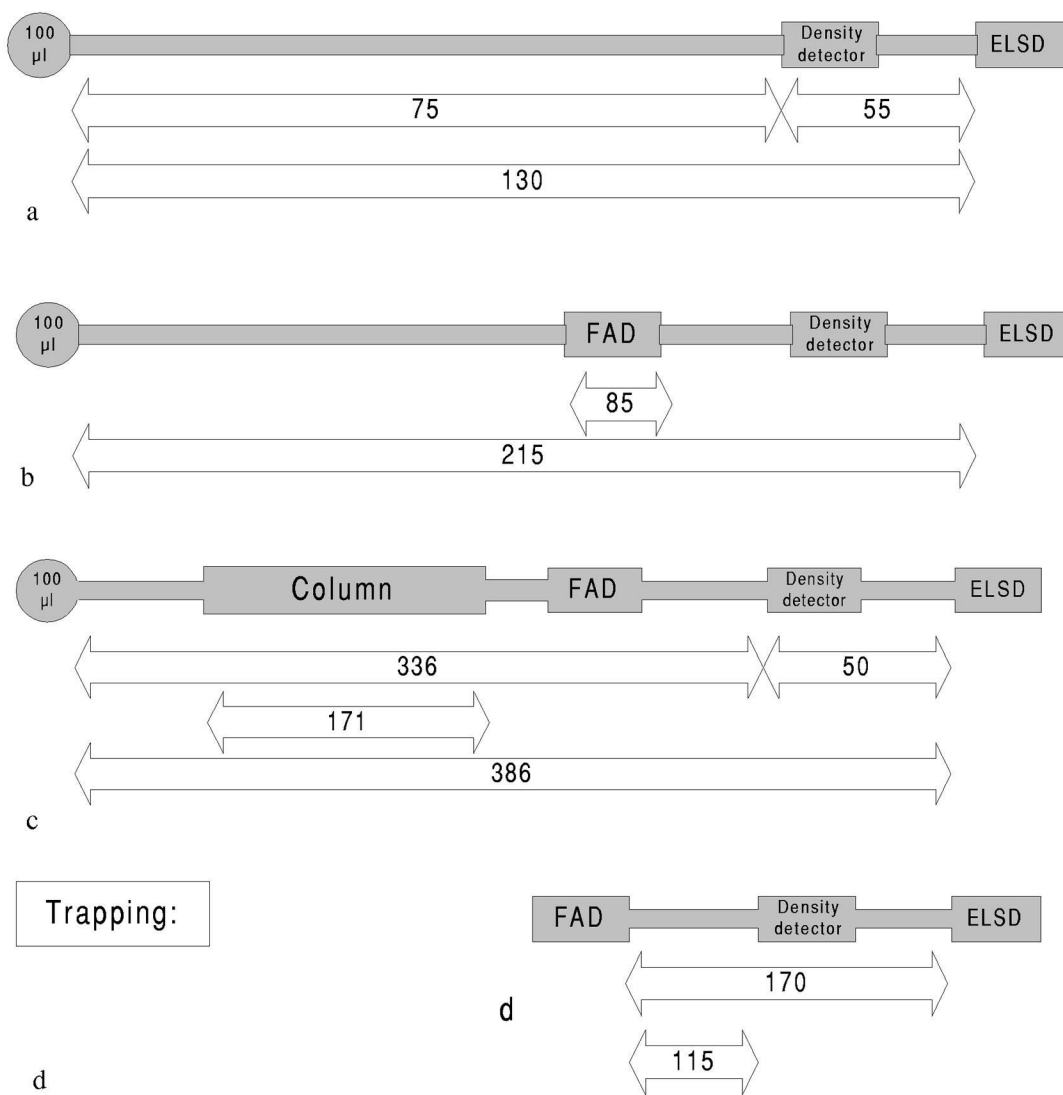 100
µl
Density
detector
ELSD
75
55
130
a
100
µl
FAD
Density
detector
ELSD
85
215
b
100
µl
Column
FAD
Density
detector
ELSD
336
50
171
386
c
Trapping:
FAD
Density
detector
ELSD
170
d
115
d